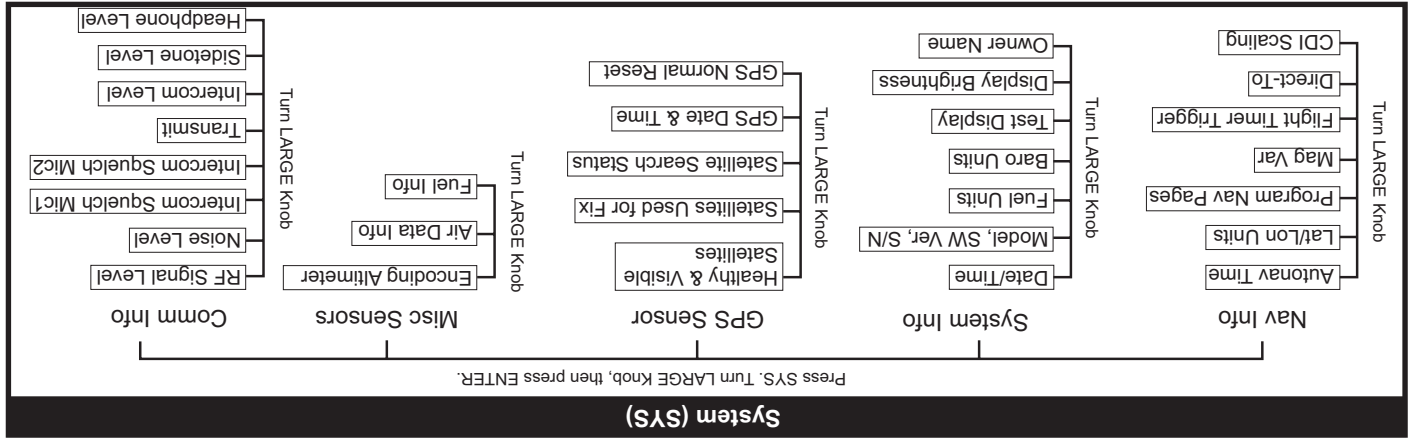 System (SYS)
Press SYS. Turn LARGE Knob, then press ENTER.
Nav Info
Turn LARGE Knob
Autonav Time
Lat/Lon Units
Program Nav Pages
Mag Var
Flight Timer Trigger
Direct-To
CDI Scaling
System Info
Turn LARGE Knob
Date/Time
Model, SW Ver, S/N
Fuel Units
Baro Units
Test Display
Display Brightness
Owner Name
GPS Sensor
Turn LARGE Knob
Healthy & Visible
Satellites
Satellites Used for Fix
Satellite Search Status
GPS Date & Time
GPS Normal Reset
Misc Sensors
Turn LARGE Knob
Encoding Altimeter
Air Data Info
Fuel Info
Comm Info
Turn LARGE Knob
RF Signal Level
Noise Level
Intercom Squelch Mic1
Intercom Squelch Mic2
Transmit
Intercom Level
Sidetone Level
Headphone Level